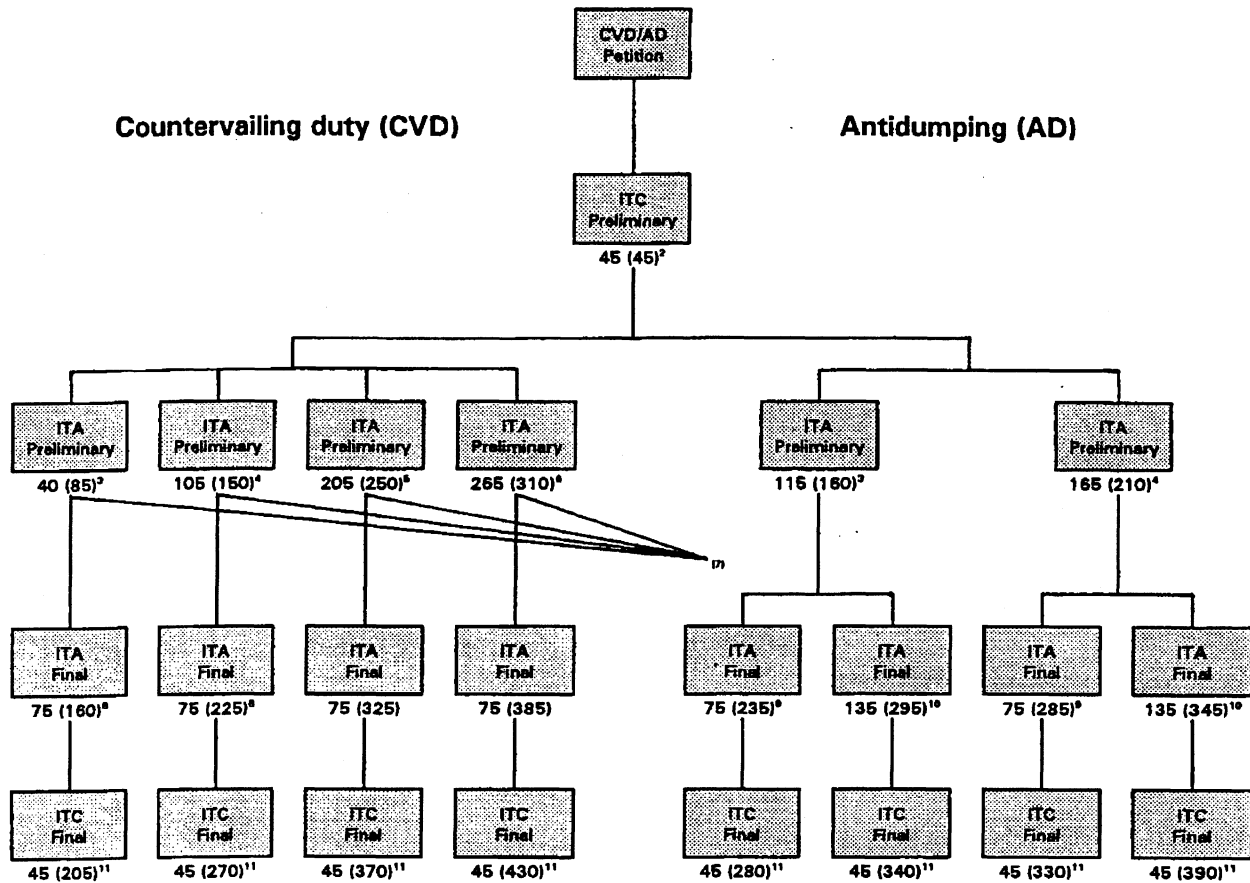 CVD/AD
Petition
Countervailing duty (CVD)
Antidumping (AD)
ITC
Preliminary
45 (45)²
ITA
Preliminary
40 (85)³
ITA
Preliminary
105 (150)⁴
ITA
Preliminary
205 (250)⁵
ITA
Preliminary
265 (310)⁶
ITA
Preliminary
115 (160)³
ITA
Preliminary
165 (210)⁴
(7)
ITA
Final
75 (160)⁸
ITA
Final
75 (225)⁸
ITA
Final
75 (325)
ITA
Final
75 (385)
ITA
Final
75 (235)⁹
ITA
Final
135 (295)¹⁰
ITA
Final
75 (285)⁹
ITA
Final
135 (345)¹⁰
ITC
Final
45 (205)¹¹
ITC
Final
45 (270)¹¹
ITC
Final
45 (370)¹¹
ITC
Final
45 (430)¹¹
ITC
Final
45 (280)¹¹
ITC
Final
45 (340)¹¹
ITC
Final
45 (330)¹¹
ITC
Final
45 (390)¹¹